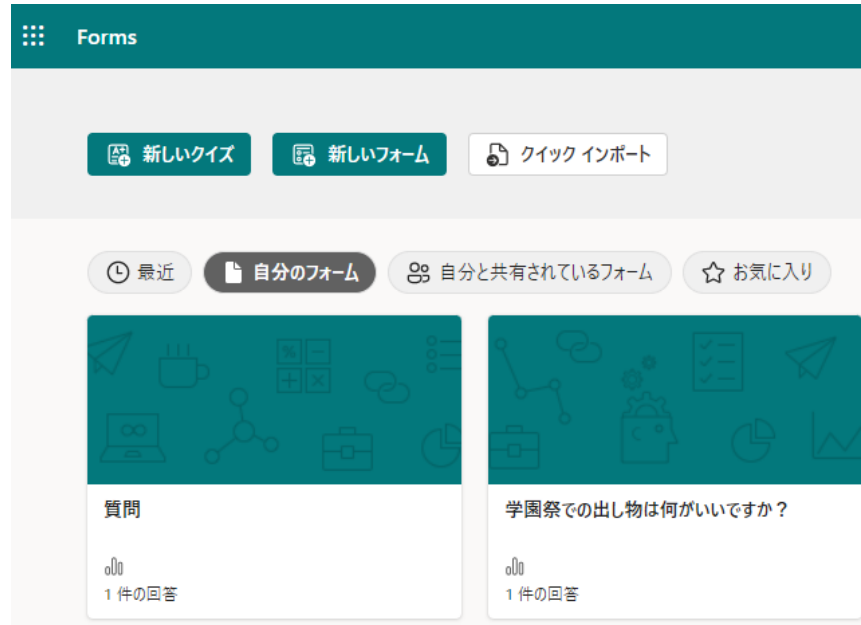 Forms
新しいクイズ 新しいフォーム クイック インポート
最近 自分のフォーム 自分と共有されているフォーム お気に入り
質問 学園祭での出し物は何がいいですか？
1 件の回答 1 件の回答